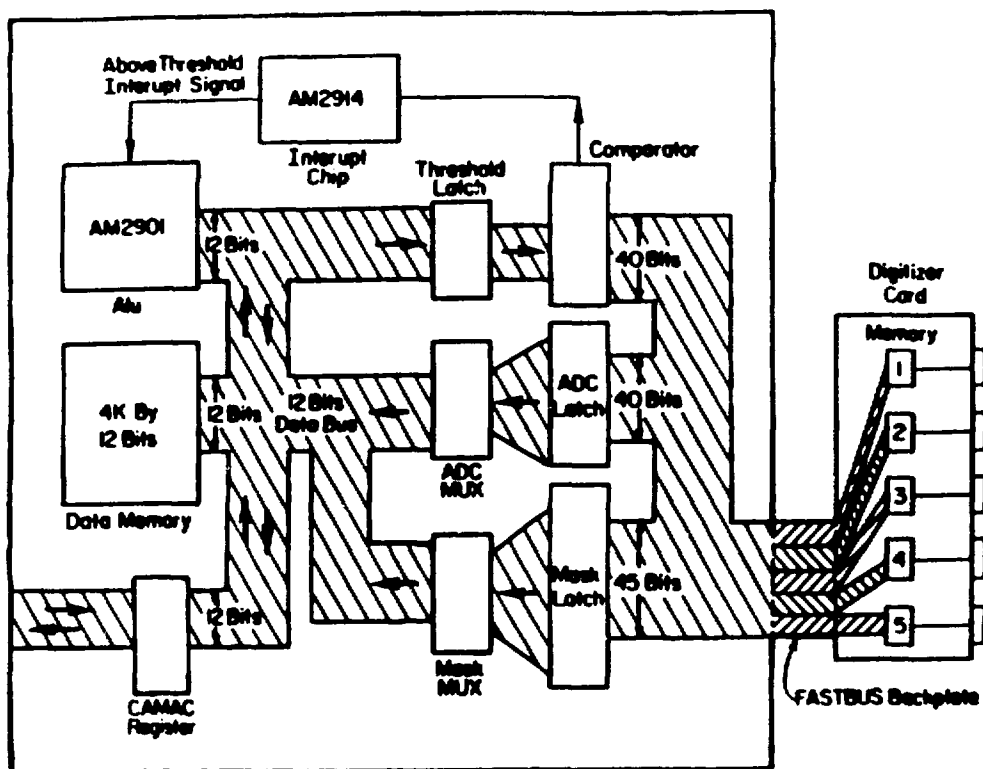 Above Threshold
Interupt Signal
AM2914
Interupt
Chip
Comperator
Threshold
Latch
AM2901
12 Bits
40 Bits
Alu
Digitizer
Card
Memory
1
2
3
4
5
4K By
12 Bits
12 Bits
12 Bits
Data Bus
ADC
Latch
40 Bits
ADC
MUX
Data Memory
Mask
Latch
45 Bits
12 Bits
Mask
MUX
CAMAC
Register
FASTBUS Backplate